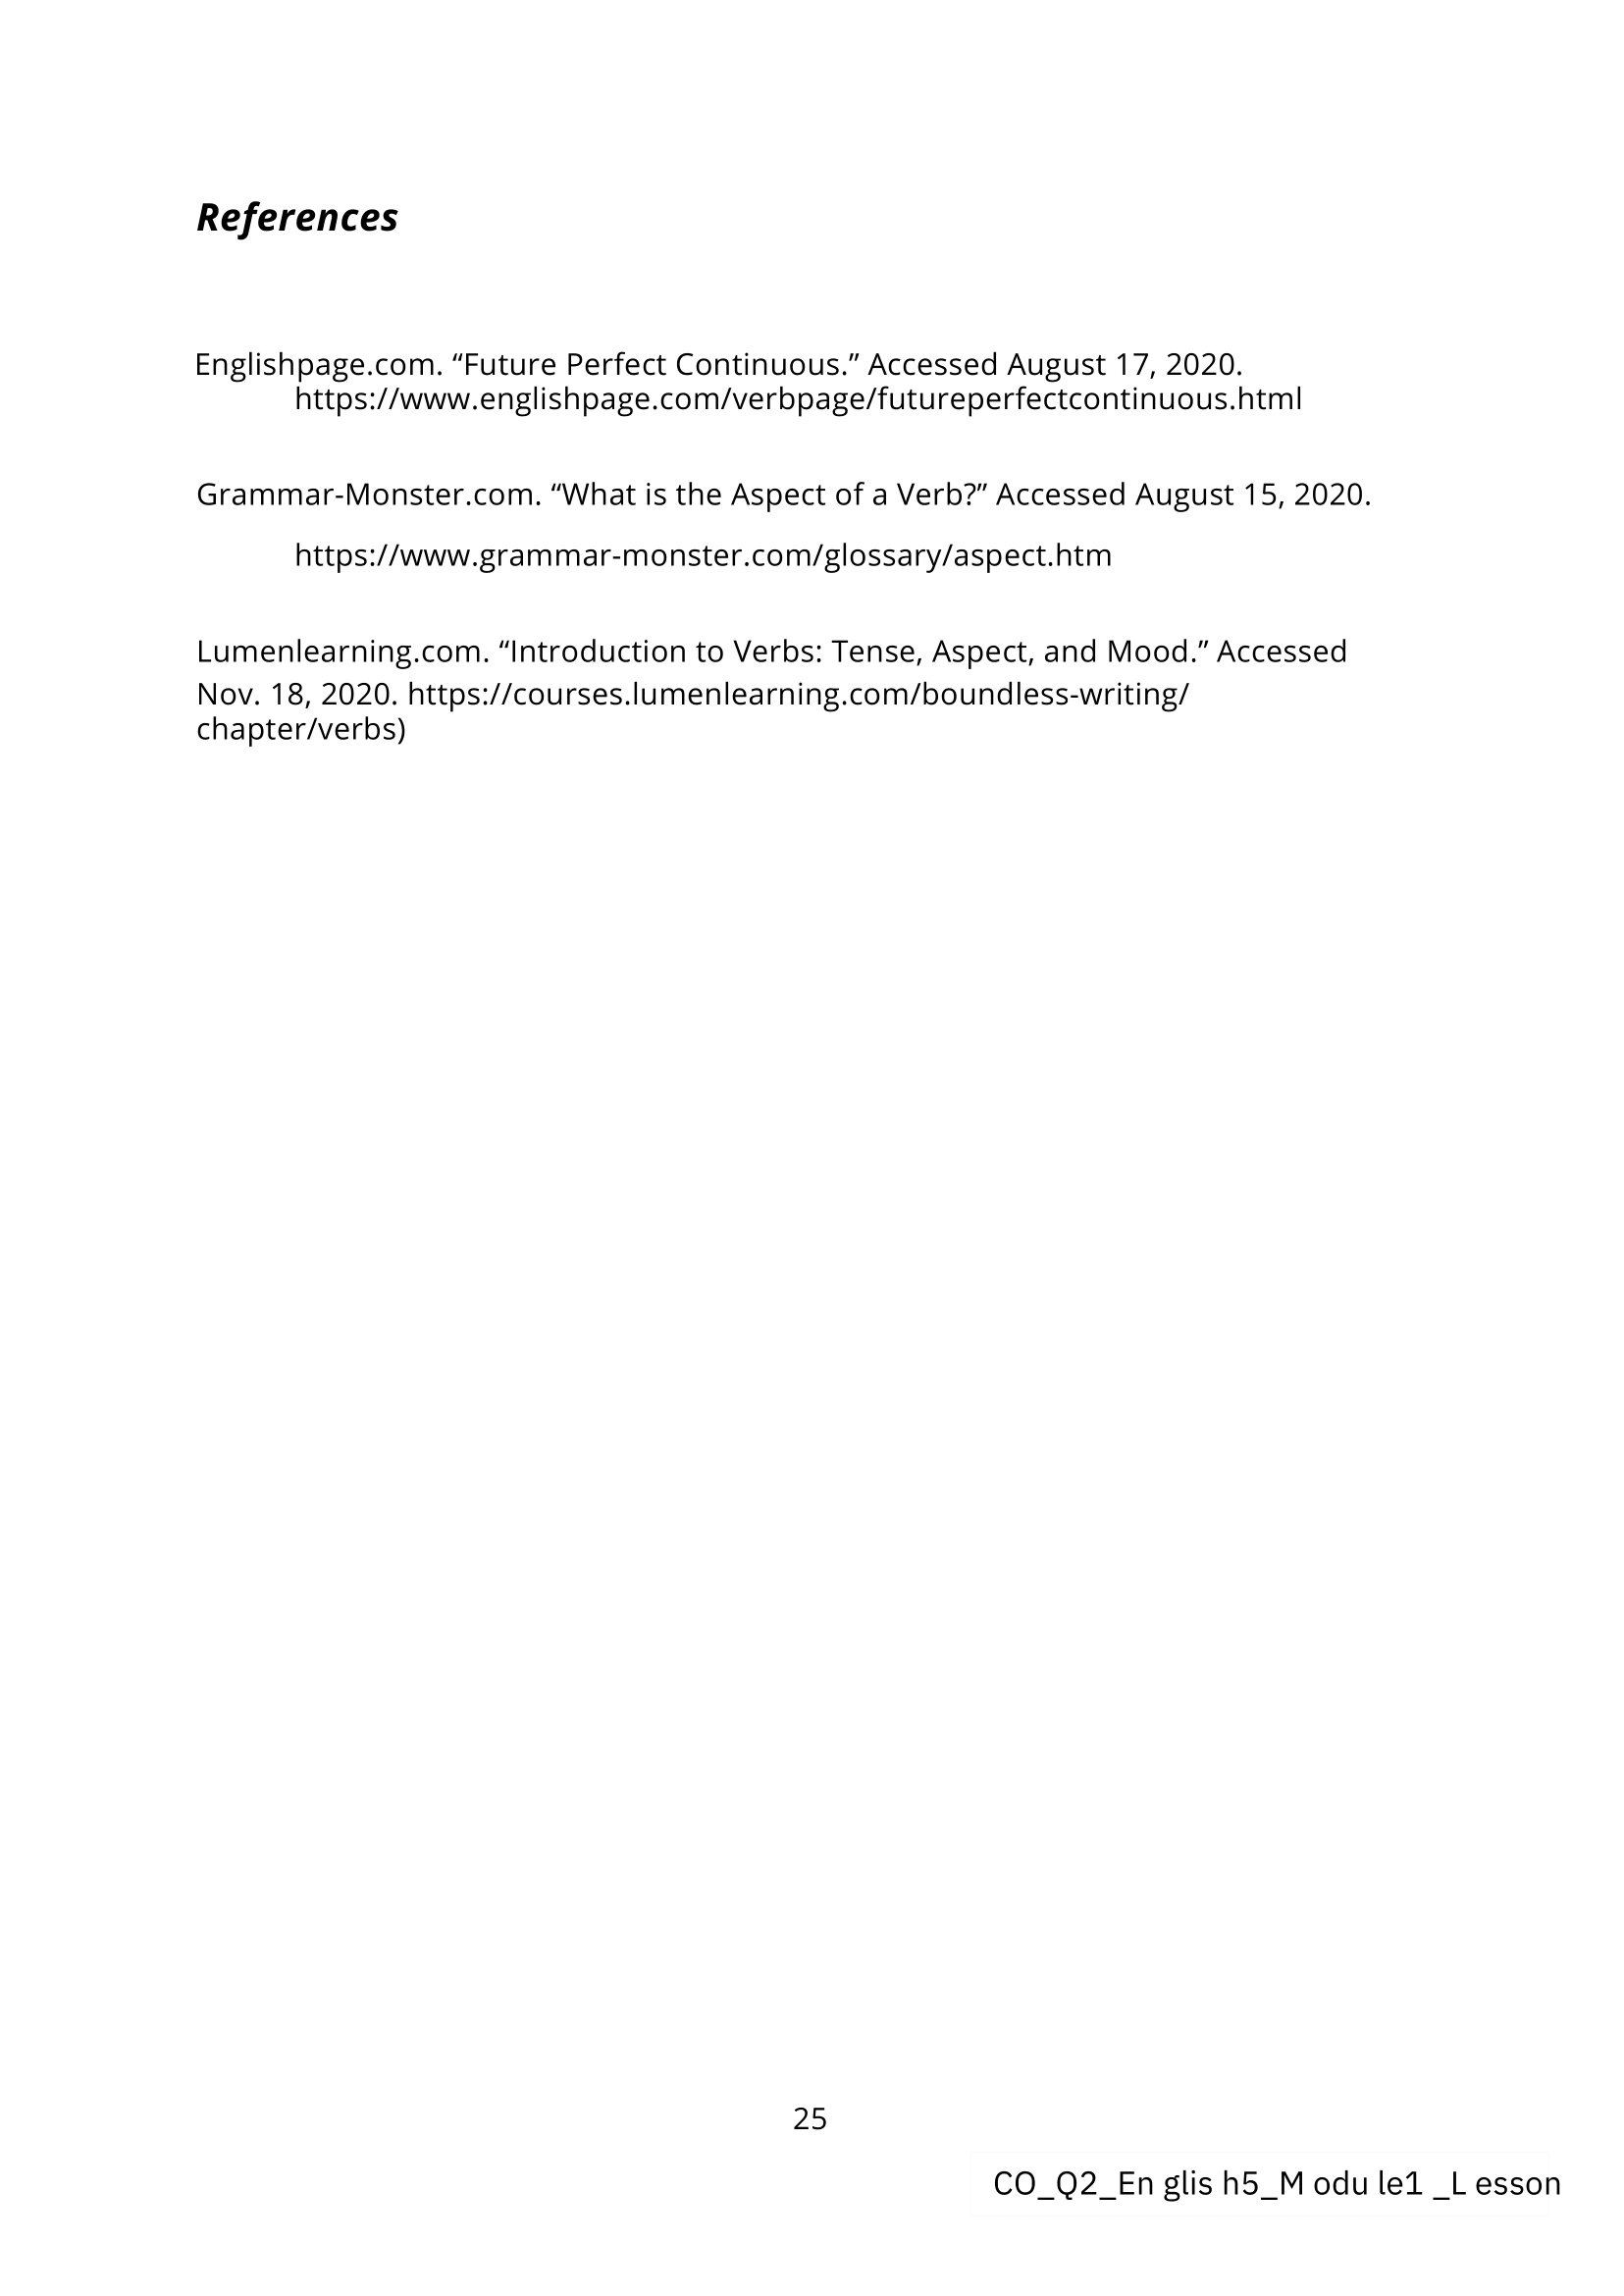 References
Englishpage.com. “Future Perfect Continuous.” Accessed August 17, 2020.
https://www.englishpage.com/verbpage/futureperfectcontinuous.html
Grammar-Monster.com. “What is the Aspect of a Verb?” Accessed August 15, 2020.
https://www.grammar-monster.com/glossary/aspect.htm
Lumenlearning.com. “Introduction to Verbs: Tense, Aspect, and Mood.” Accessed
Nov. 18, 2020. https://courses.lumenlearning.com/boundless-writing/
chapter/verbs)
25
CO_Q2_En glis h5_M odu le1 _L esson